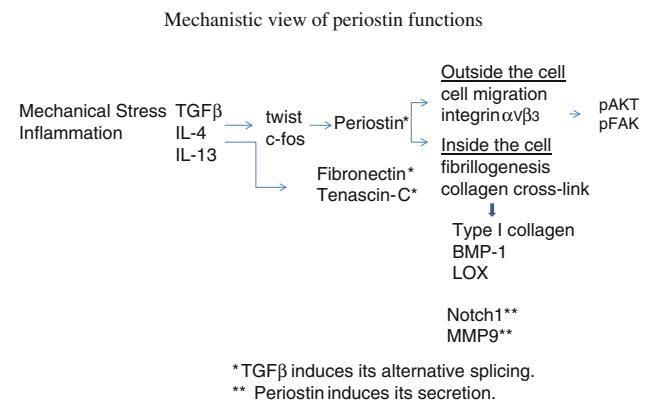 Mechanistic view of periostin functions
Mechanical Stress
Inflammation
TGFβ
IL-4
IL-13
twist
c-fos
Periostin*
Fibronectin*
Tenascin-C*
Outside the cell
cell migration
integrin αVβ3
pAKT
pFAK
Inside the cell
fibrillogenesis
collagen cross-link
Type I collagen
BMP-1
LOX
Notch1**
MMP9**
*TGFβ induces its alternative splicing.
** Periostin induces its secretion.